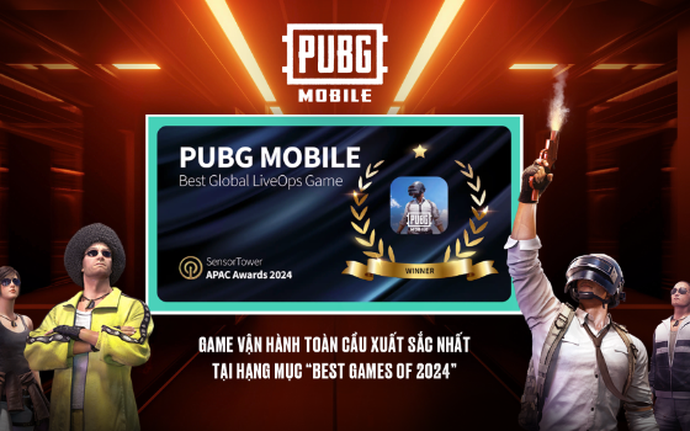 PUBG
MOBILE
PUBG MOBILE
Best Global LiveOps Game
PUBG
WINNER
SensorTower
APAC Awards 2024
GAME VẬN HÀNH TOÀN CẦU XUẤT SẮC NHẤT
TẠI HẠNG MỤC “BEST GAMES OF 2024”